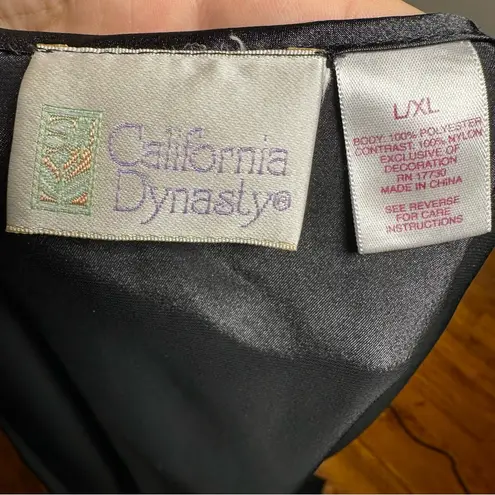 California
Dynasty®
L/XL
BODY: 100% POLYESTER
CONTRAST: 100% NYLON
EXCLUSIVE OF
DECORATION
RN 17730
MADE IN CHINA
SEE REVERSE
FOR CARE
INSTRUCTIONS